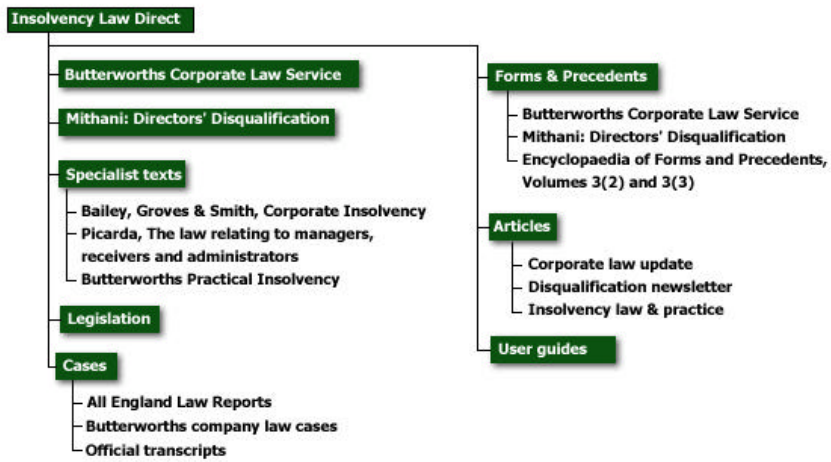 Insolvency Law Direct
Butterworths Corporate Law Service
Mithani: Directors' Disqualification
Specialist texts
Bailey, Groves & Smith, Corporate Insolvency
Picarda, The law relating to managers,
receivers and administrators
Butterworths Practical Insolvency
Legislation
Cases
All England Law Reports
Butterworths company law cases
Official transcripts
Forms & Precedents
Butterworths Corporate Law Service
Mithani: Directors' Disqualification
Encyclopaedia of Forms and Precedents,
Volumes 3(2) and 3(3)
Articles
Corporate law update
Disqualification newsletter
Insolvency law & practice
User guides